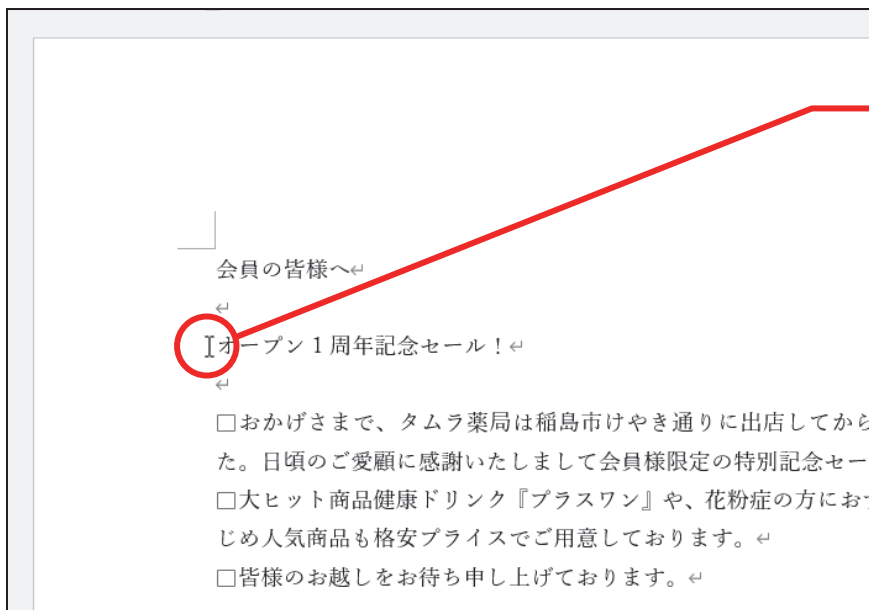 会員の皆様へ↵
↵
オープン１周年記念セール！↵
↵
□おかげさまで、タムラ薬局は稲島市けやき通りに出店してから
た。日頃のご愛顧に感謝いたしまして会員様限定の特別記念セー
□大ヒット商品健康ドリンク『プラスワン』や、花粉症の方におす
じめ人気商品も格安プライスでご用意しております。↵
□皆様のお越しをお待ち申し上げております。↵